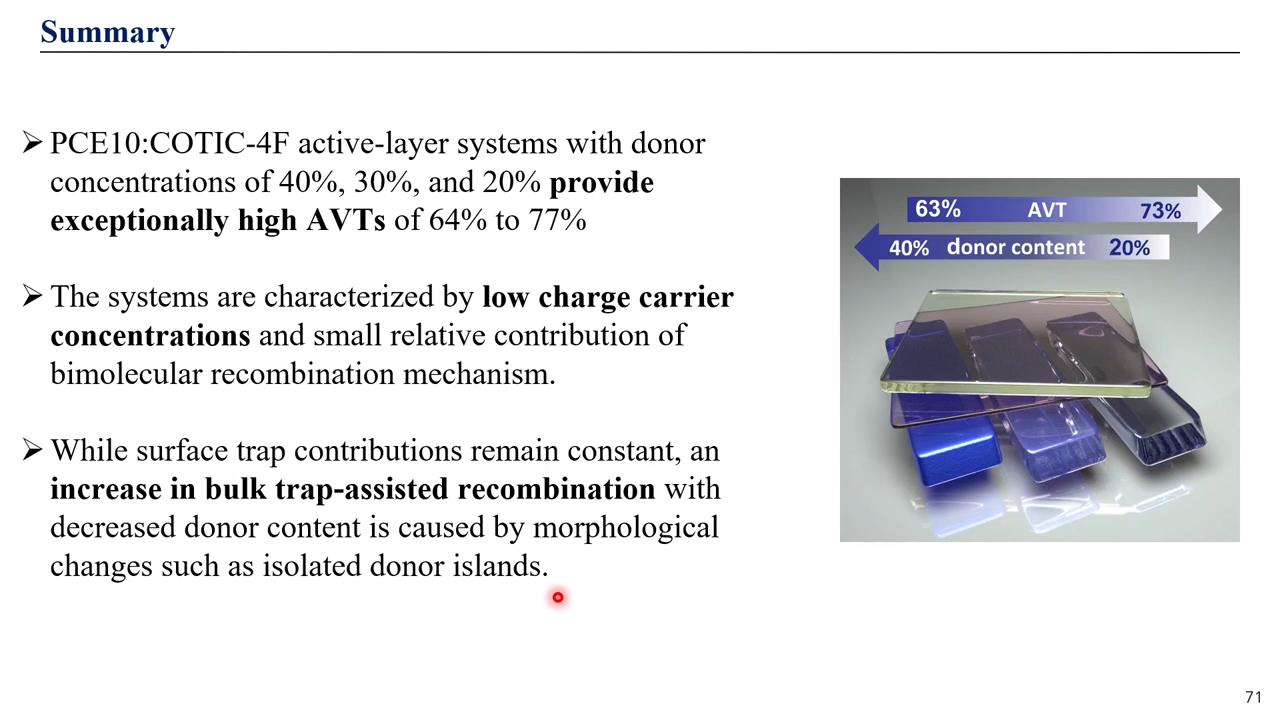 Summary
➢ PCE10:COTIC-4F active-layer systems with donor
concentrations of 40%, 30%, and 20% provide
exceptionally high AVTs of 64% to 77%
➢ The systems are characterized by low charge carrier
concentrations and small relative contribution of
bimolecular recombination mechanism.
➢ While surface trap contributions remain constant, an
increase in bulk trap-assisted recombination with
decreased donor content is caused by morphological
changes such as isolated donor islands.
63% AVT 73%
40% donor content 20%
71